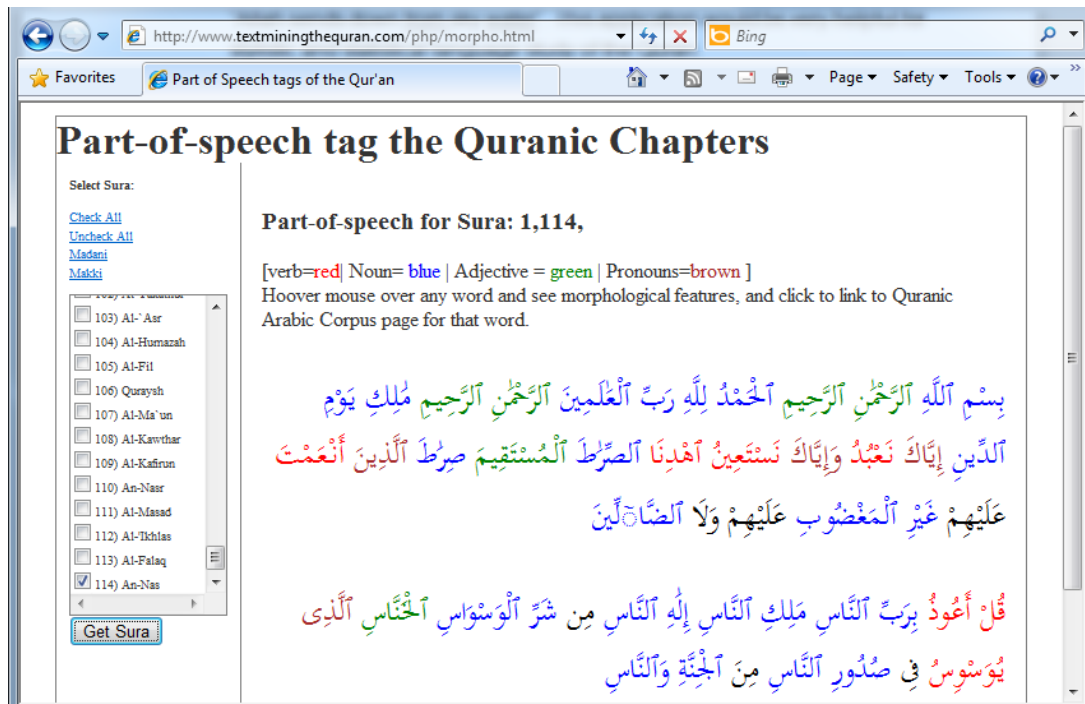 http://www.textminingthequran.com/php/morpho.html
Bing
Favorites
Part of Speech tags of the Qur'an
Page
Safety
Tools
Part-of-speech tag the Quranic Chapters
Select Sura:
Check All
Uncheck All
Madani
Makki
103) Al-`Asr
104) Al-Humazah
105) Al-Fil
106) Quraysh
107) Al-Ma`un
108) Al-Kawthar
109) Al-Kafirun
110) An-Nasr
111) Al-Masad
112) Al-Ikhlas
113) Al-Falaq
114) An-Nas
Get Sura
Part-of-speech for Sura: 1,114,
[verb=red| Noun= blue | Adjective = green | Pronouns=brown ]
Hoover mouse over any word and see morphological features, and click to link to Quranic
Arabic Corpus page for that word.
بِسْمِ ٱللَّهِ ٱلرَّحْمَٰنِ ٱلرَّحِيمِ ٱلْحَمْدُ لِلَّهِ رَبِّ ٱلْعَٰلَمِينَ ٱلرَّحْمَٰنِ ٱلرَّحِيمِ مَٰلِكِ يَوْمِ
ٱلدِّينِ إِيَّاكَ نَعْبُدُ وَإِيَّاكَ نَسْتَعِينُ ٱهْدِنَا ٱلصِّرَٰطَ ٱلْمُسْتَقِيمَ صِرَٰطَ ٱلَّذِينَ أَنْعَمْتَ
عَلَيْهِمْ غَيْرِ ٱلْمَغْضُوبِ عَلَيْهِمْ وَلَا ٱلضَّآلِّينَ
قُلْ أَعُوذُ بِرَبِّ ٱلنَّاسِ مَلِكِ ٱلنَّاسِ إِلَٰهِ ٱلنَّاسِ مِن شَرِّ ٱلْوَسْوَاسِ ٱلْخَنَّاسِ ٱلَّذِى
يُوَسْوِسُ فِى صُدُورِ ٱلنَّاسِ مِنَ ٱلْجِنَّةِ وَٱلنَّاسِ